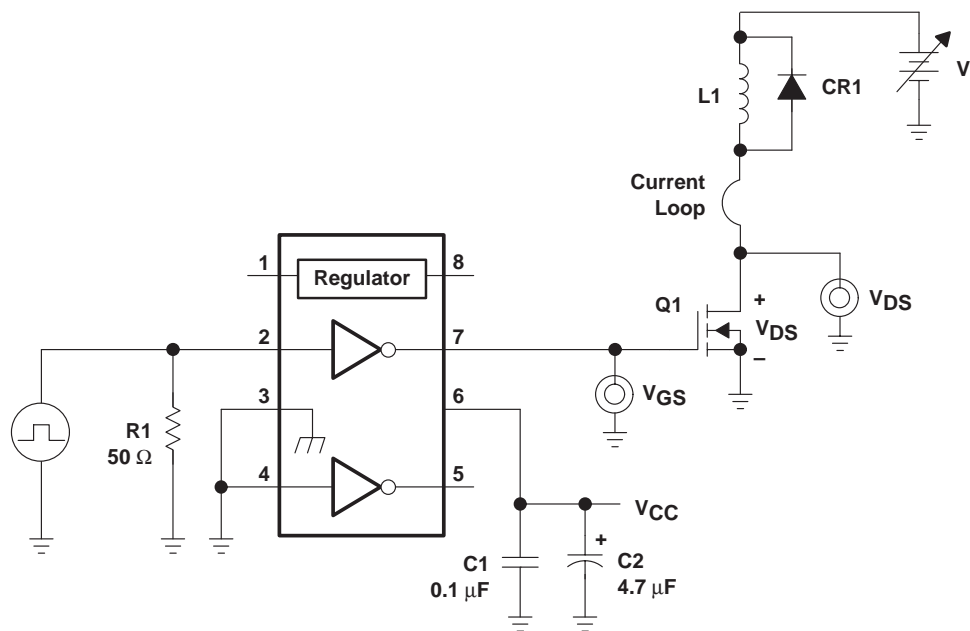 L1
CR1
V
Current
Loop
1
Regulator
8
Q1
+
VDS
–
VDS
2
7
VGS
3
6
R1
50 Ω
4
5
VCC
C1
0.1 µF
+
C2
4.7 µF